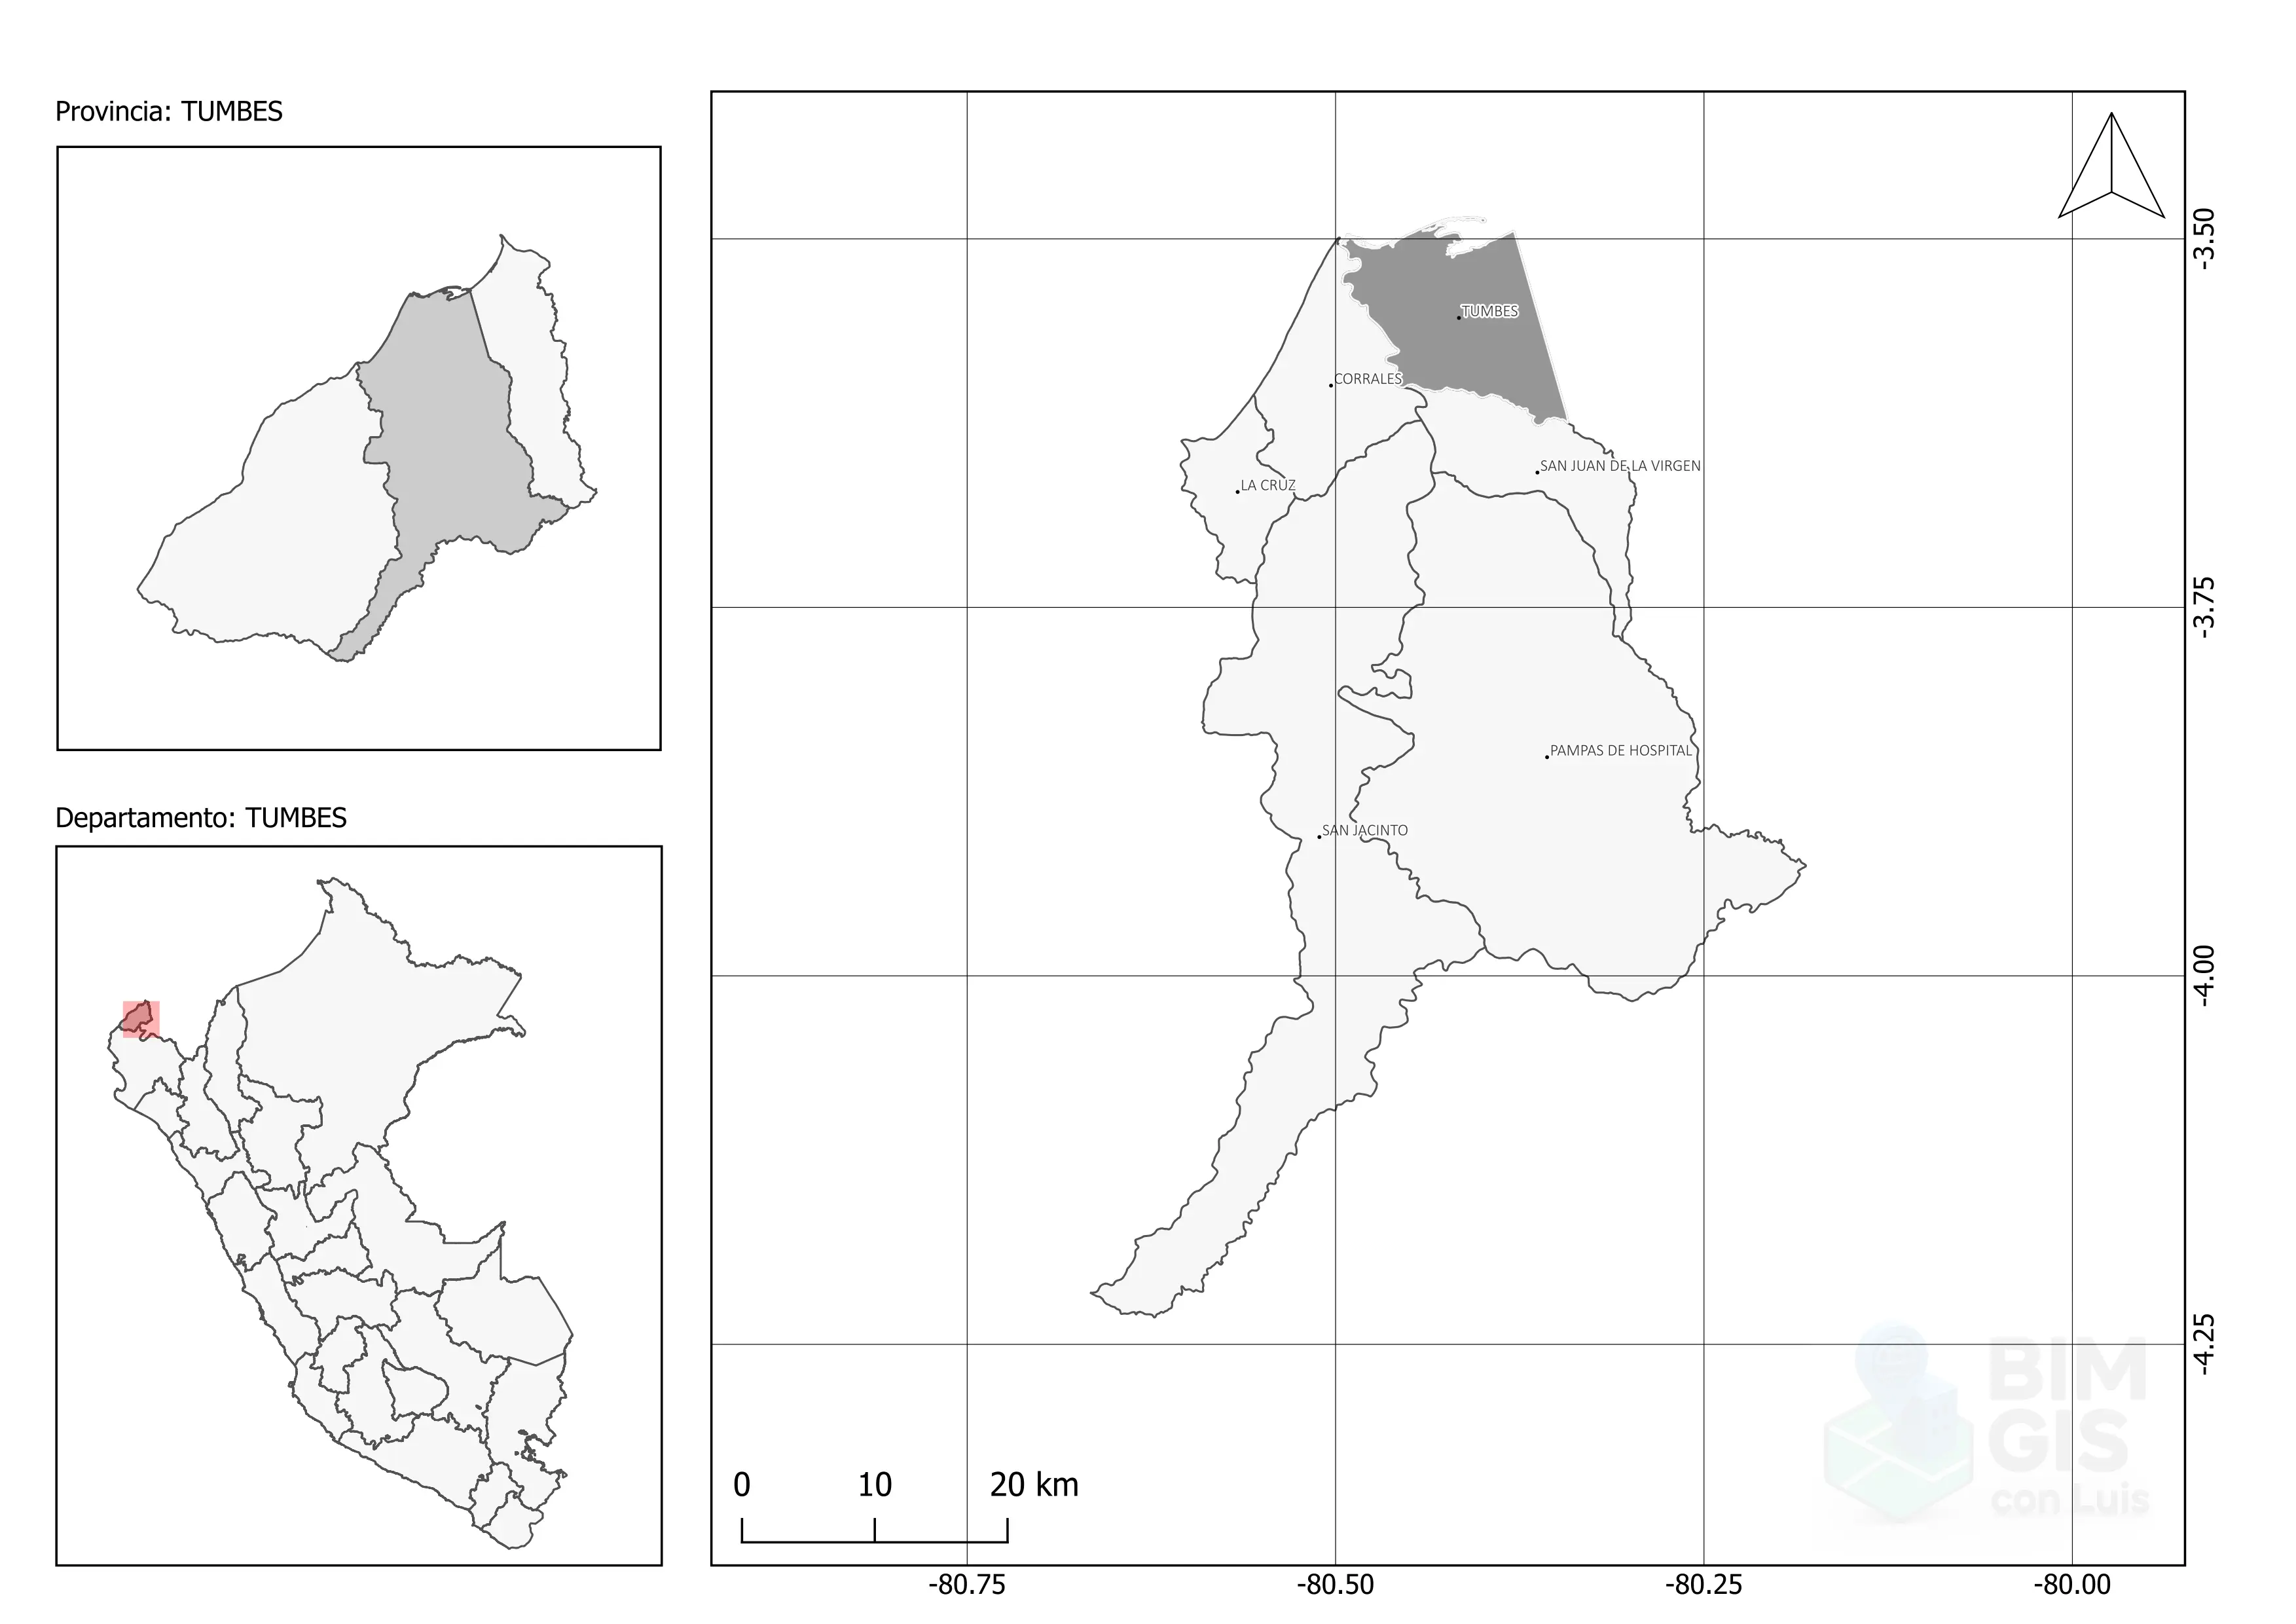 Provincia: TUMBES
Departamento: TUMBES
TUMBES
CORRALES
SAN JUAN DE LA VIRGEN
LA CRUZ
PAMPAS DE HOSPITAL
SAN JACINTO
-3.50
-3.75
-4.00
-4.25
BIM
GIS
con Luis
0 10 20 km
-80.75 -80.50 -80.25 -80.00